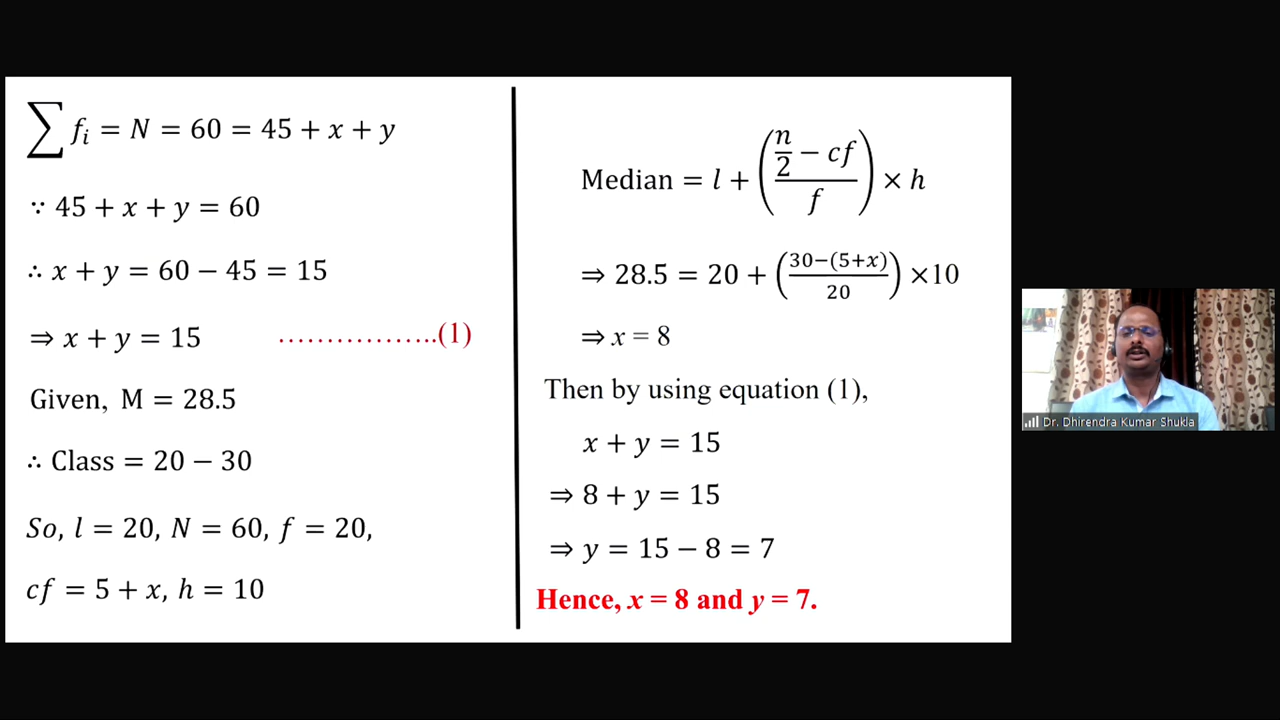 ∑ fᵢ = N = 60 = 45 + x + y
∵ 45 + x + y = 60
∴ x + y = 60 − 45 = 15
⇒ x + y = 15 ……………..(1)
Given, M = 28.5
∴ Class = 20 − 30
So, l = 20, N = 60, f = 20,
cf = 5 + x, h = 10
Median = l + ((n/2 − cf)/f) × h
⇒ 28.5 = 20 + ((30−(5+x))/20) ×10
⇒ x = 8
Then by using equation (1),
x + y = 15
⇒ 8 + y = 15
⇒ y = 15 − 8 = 7
Hence, x = 8 and y = 7.
Dr. Dhirendra Kumar Shukla